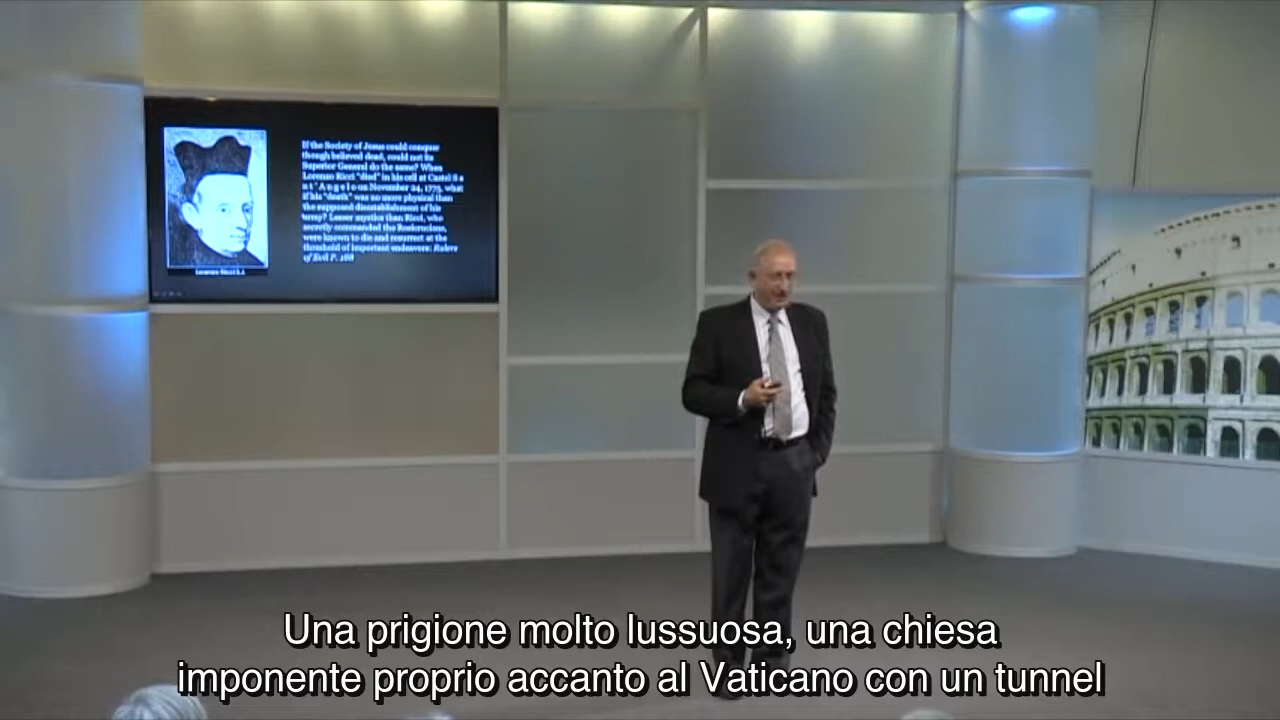 If the Society of Jesus could conquer
though believed dead, could not its
Superior General do the same? When
Lorenzo Ricci "died" in his cell at Castel S a
n t ' A n g e l o on November 24, 1775, what
if his "death" was no more physical than
the supposed disestablishment of his
army? Lesser mystics than Ricci, who
secretly commanded the Rosicrucians,
were known to die and resurrect at the
threshold of important endeavors: Rulers
of Evil P. 188
Lorenzo Ricci S.J.
Una prigione molto lussuosa, una chiesa
imponente proprio accanto al Vaticano con un tunnel